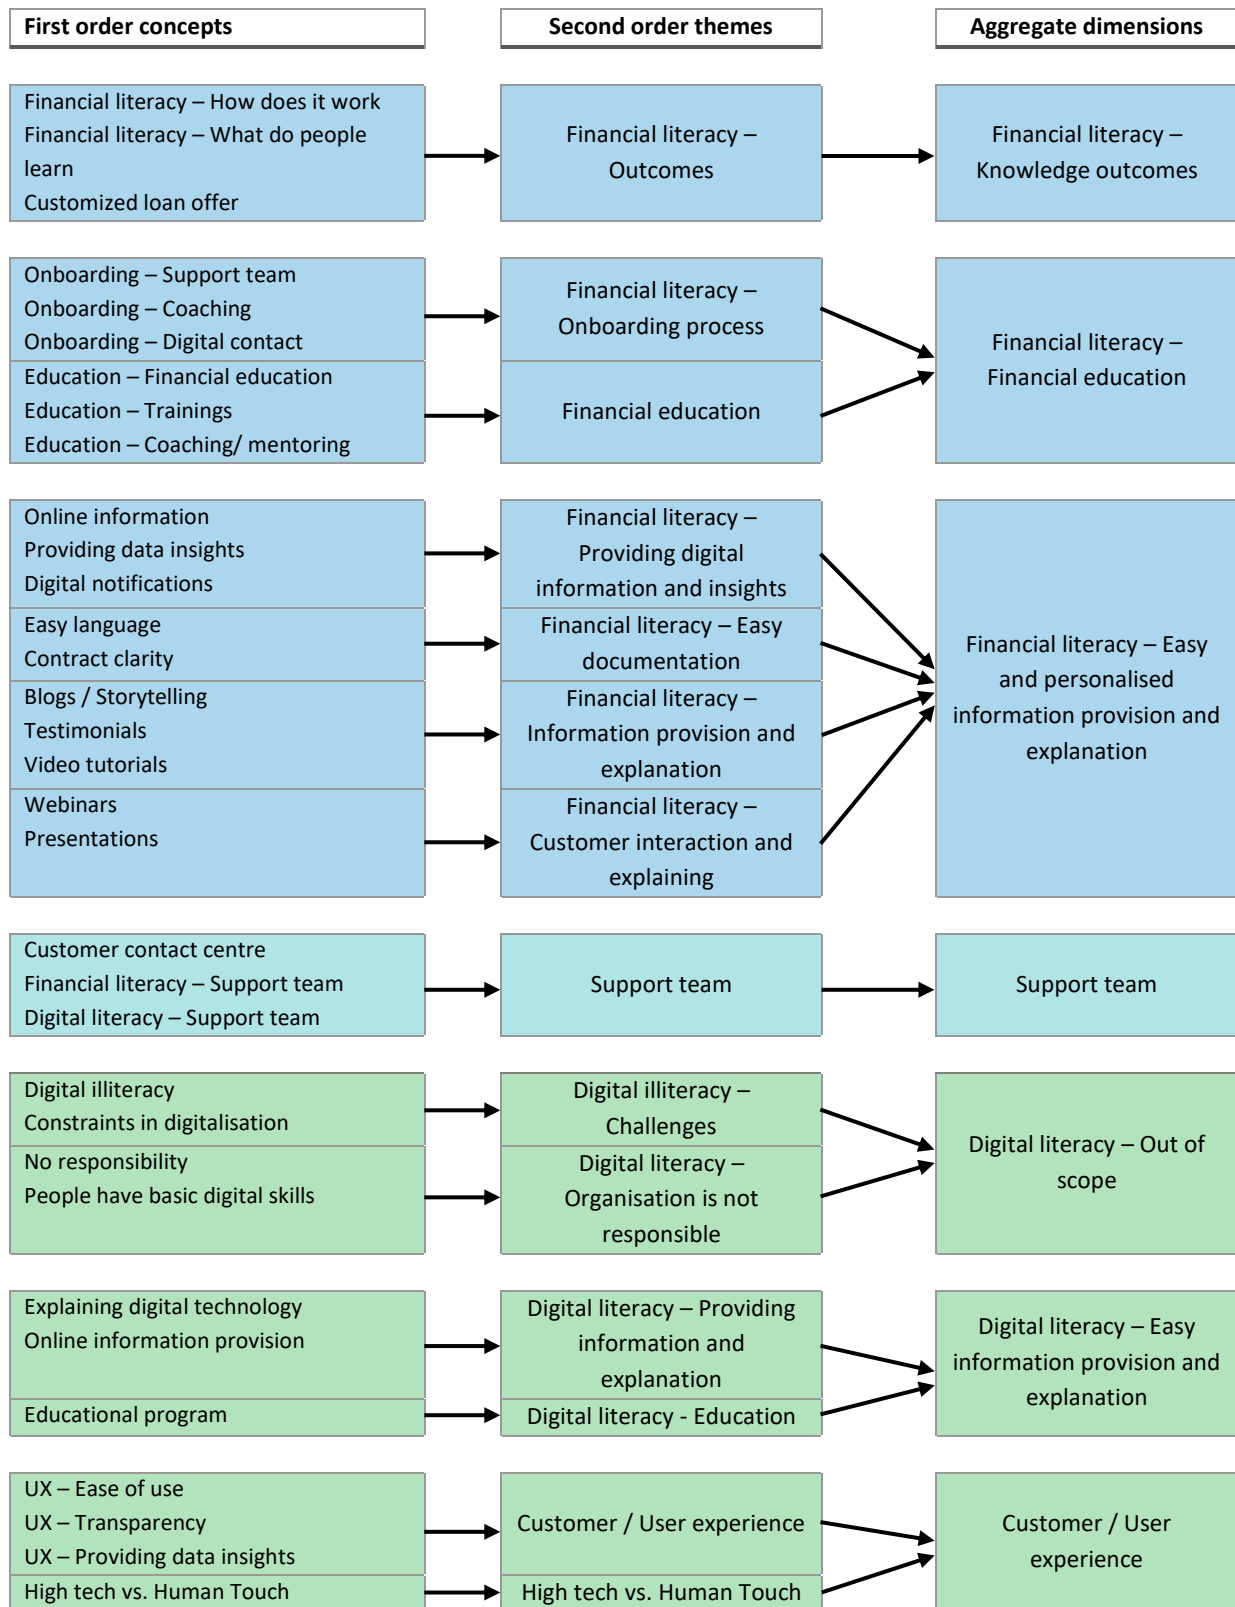 First order concepts
Second order themes
Aggregate dimensions
Financial literacy – How does it work
Financial literacy – What do people
learn
Customized loan offer
Financial literacy –
Outcomes
Financial literacy –
Knowledge outcomes
Onboarding – Support team
Onboarding – Coaching
Onboarding – Digital contact
Financial literacy –
Onboarding process
Education – Financial education
Education – Trainings
Education – Coaching/ mentoring
Financial education
Financial literacy –
Financial education
Online information
Providing data insights
Digital notifications
Financial literacy –
Providing digital
information and insights
Easy language
Contract clarity
Financial literacy – Easy
documentation
Blogs / Storytelling
Testimonials
Video tutorials
Financial literacy –
Information provision and
explanation
Webinars
Presentations
Financial literacy –
Customer interaction and
explaining
Financial literacy – Easy
and personalised
information provision and
explanation
Customer contact centre
Financial literacy – Support team
Digital literacy – Support team
Support team
Support team
Digital illiteracy
Constraints in digitalisation
Digital illiteracy –
Challenges
No responsibility
People have basic digital skills
Digital literacy –
Organisation is not
responsible
Digital literacy – Out of
scope
Explaining digital technology
Online information provision
Digital literacy – Providing
information and
explanation
Educational program
Digital literacy - Education
Digital literacy – Easy
information provision and
explanation
UX – Ease of use
UX – Transparency
UX – Providing data insights
Customer / User experience
High tech vs. Human Touch
High tech vs. Human Touch
Customer / User
experience